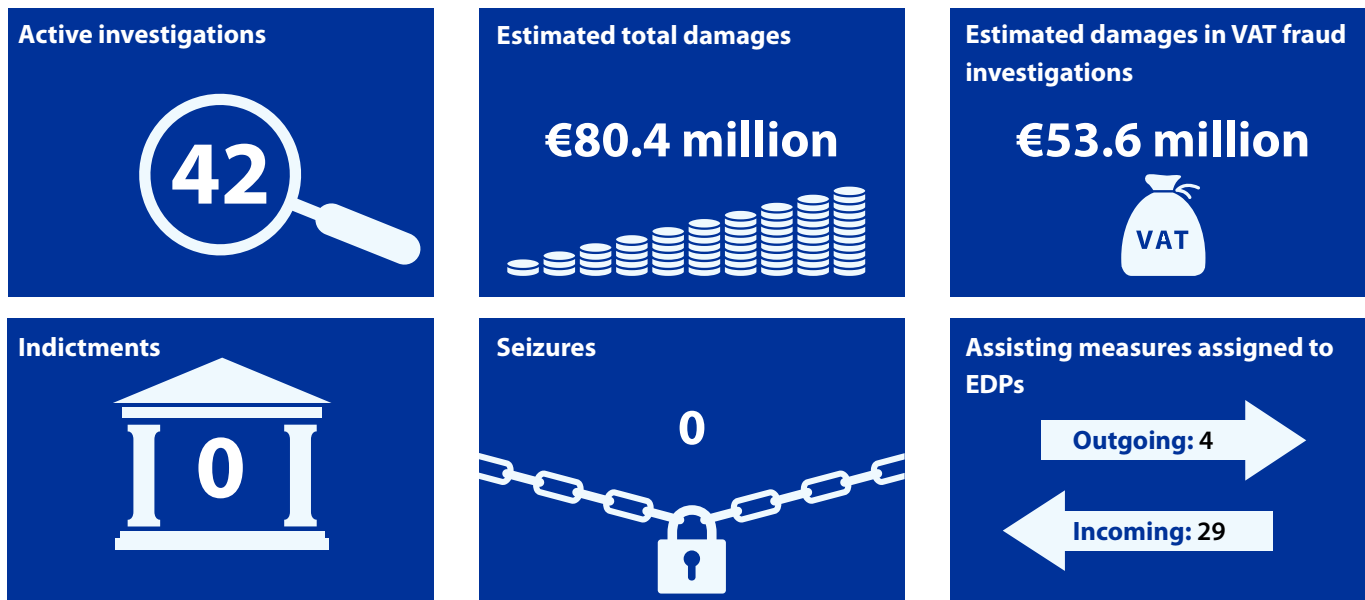 Active investigations
42
Estimated total damages
€80.4 million
Estimated damages in VAT fraud
investigations
€53.6 million
VAT
Indictments
0
Seizures
0
Assisting measures assigned to
EDPs
Outgoing: 4
Incoming: 29